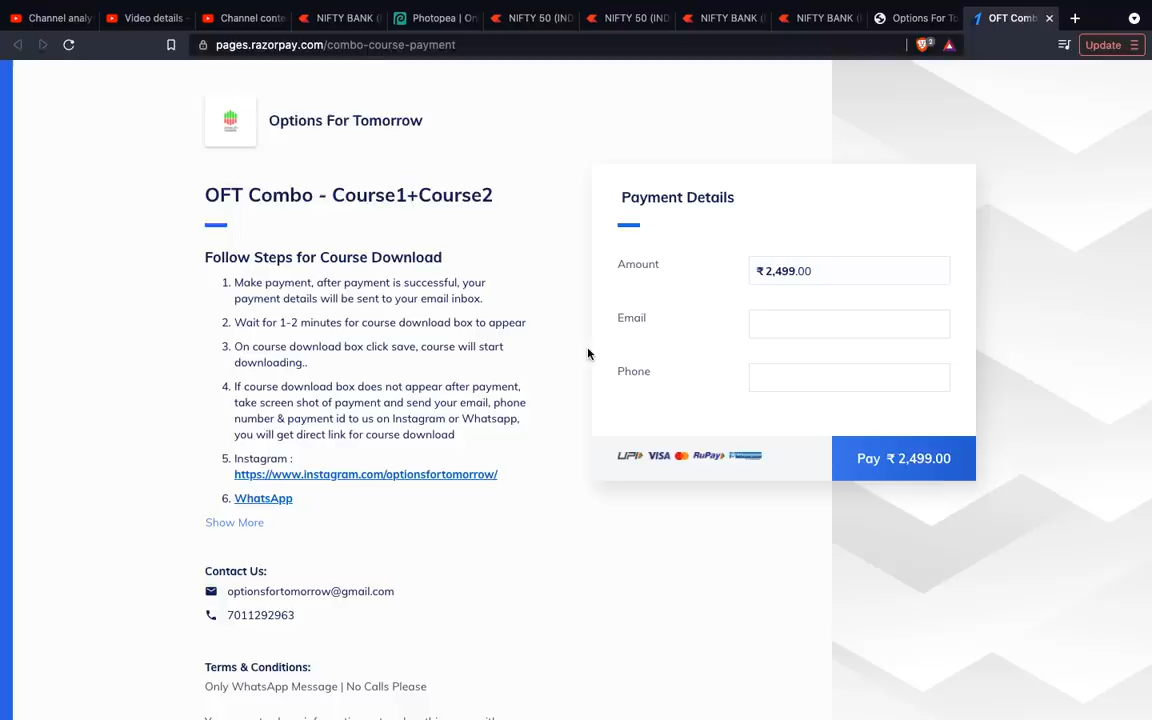 Channel analy
Video details -
Channel conte
NIFTY BANK (
Photopea | On
NIFTY 50 (IND
NIFTY 50 (IND
NIFTY BANK (
NIFTY BANK (
Options For To
OFT Comb
pages.razorpay.com/combo-course-payment
2
Update
Options For Tomorrow
OFT Combo - Course1+Course2
Follow Steps for Course Download
1. Make payment, after payment is successful, your
payment details will be sent to your email inbox.
2. Wait for 1-2 minutes for course download box to appear
3. On course download box click save, course will start
downloading..
4. If course download box does not appear after payment,
take screen shot of payment and send your email, phone
number & payment id to us on Instagram or Whatsapp,
you will get direct link for course download
5. Instagram :
https://www.instagram.com/optionsfortomorrow/
6. WhatsApp
Show More
Contact Us:
optionsfortomorrow@gmail.com
7011292963
Terms & Conditions:
Only WhatsApp Message | No Calls Please
Payment Details
Amount
₹ 2,499.00
Email
Phone
UPI VISA RuPay
Pay ₹ 2,499.00